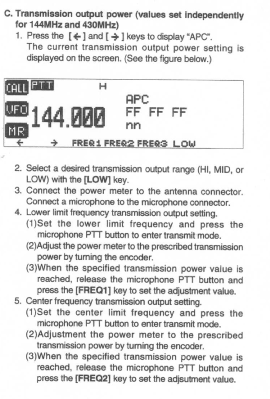 C. Transmission output power (values set independently
for 144MHz and 430MHz)
1. Press the [←] and [→] keys to display "APC".
The current transmission output power setting is
displayed on the screen. (See the figure below.)
CALL PTT H
APC
VFO 144.000 FF FF FF
MR nn
← → FREQ1 FREQ2 FREQ3 LOW
2. Select a desired transmission output range (HI, MID, or
LOW) with the [LOW] key.
3. Connect the power meter to the antenna connector.
Connect a microphone to the microphone connector.
4. Lower limit frequency transmission output setting.
(1)Set the lower limit frequency and press the
microphone PTT button to enter transmit mode.
(2)Adjust the power meter to the prescribed transmission
power by turning the encoder.
(3)When the specified transmission power value is
reached, release the microphone PTT button and
press the [FREQ1] key to set the adjustment value.
5. Center frequency transmission output setting.
(1)Set the center limit frequency and press the
microphone PTT button to enter transmit mode.
(2)Adjustment the power meter to the prescribed
transmission power by turning the encoder.
(3)When the specified transmission power value is
reached, release the microphone PTT button and
press the [FREQ2] key to set the adjsutment value.